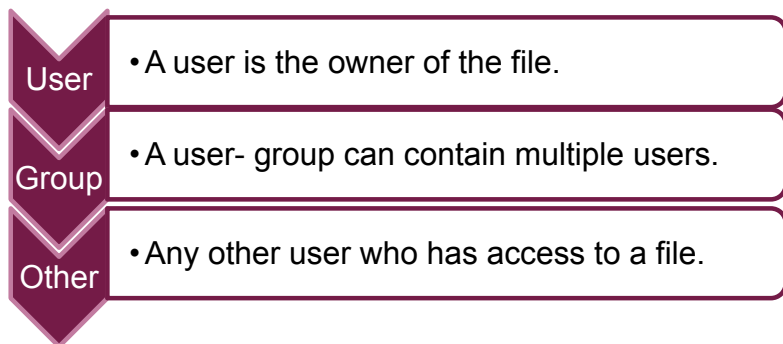 User
• A user is the owner of the file.
Group
• A user- group can contain multiple users.
Other
• Any other user who has access to a file.